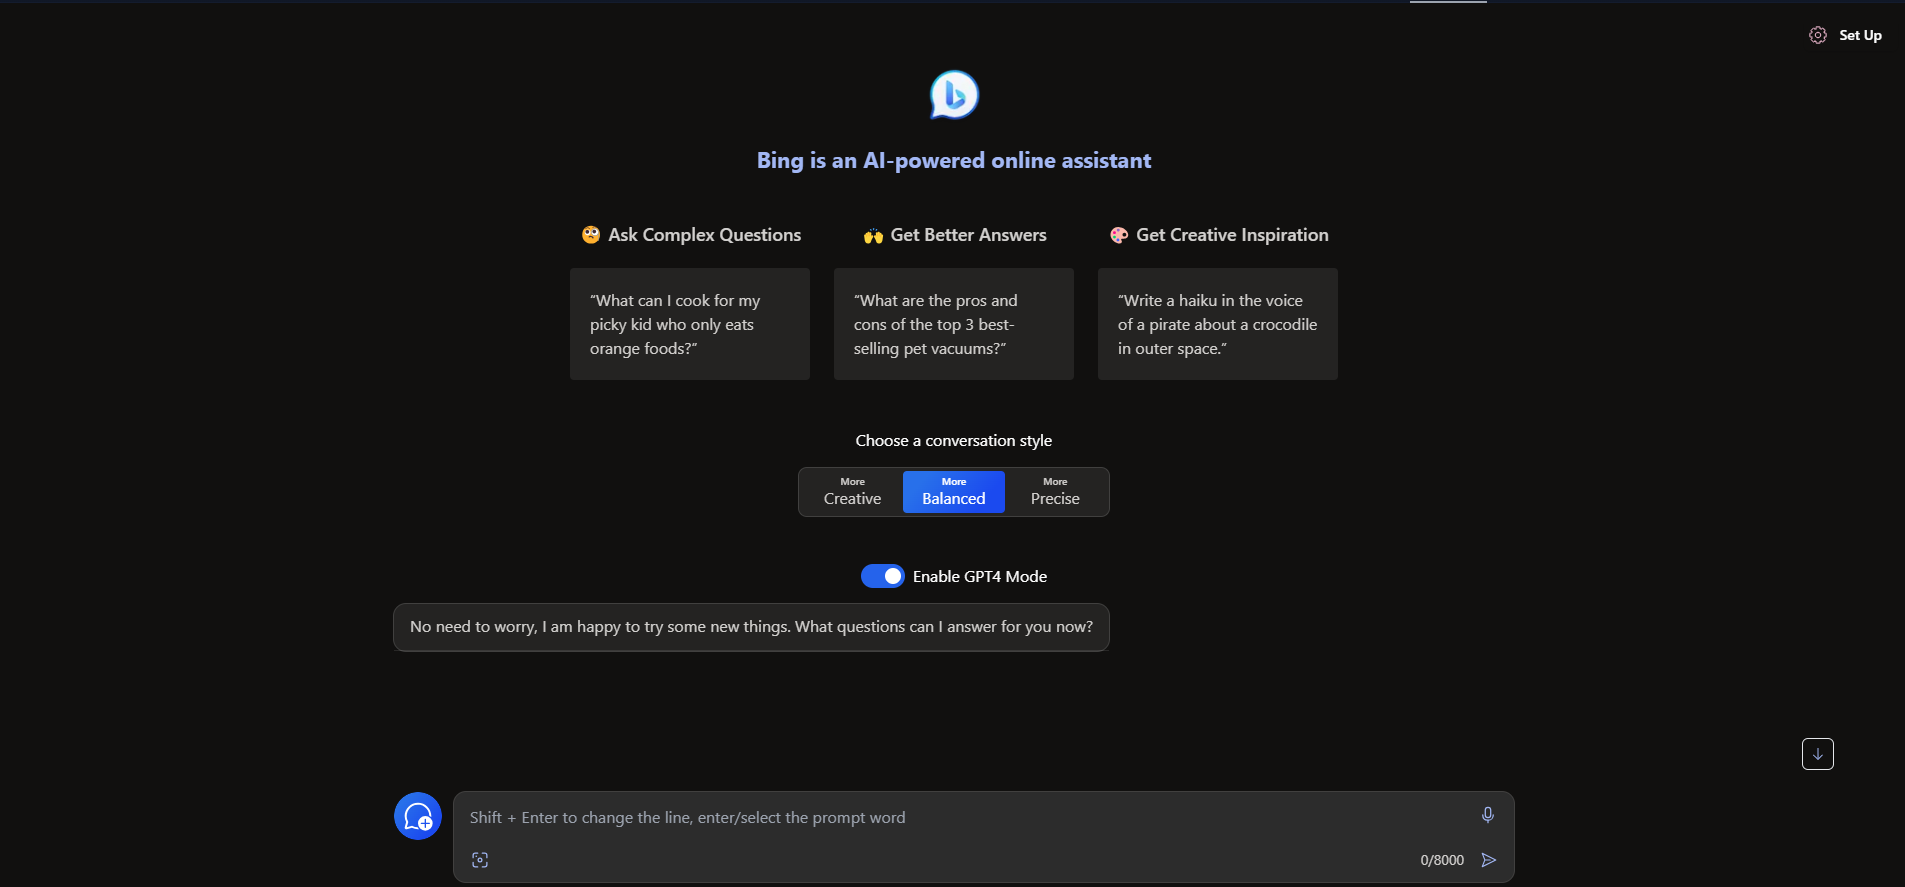 Set Up
Bing is an AI-powered online assistant
Ask Complex Questions
“What can I cook for my
picky kid who only eats
orange foods?”
Get Better Answers
“What are the pros and
cons of the top 3 best-
selling pet vacuums?”
Get Creative Inspiration
“Write a haiku in the voice
of a pirate about a crocodile
in outer space.”
Choose a conversation style
More
Creative
More
Balanced
More
Precise
Enable GPT4 Mode
No need to worry, I am happy to try some new things. What questions can I answer for you now?
Shift + Enter to change the line, enter/select the prompt word
0/8000